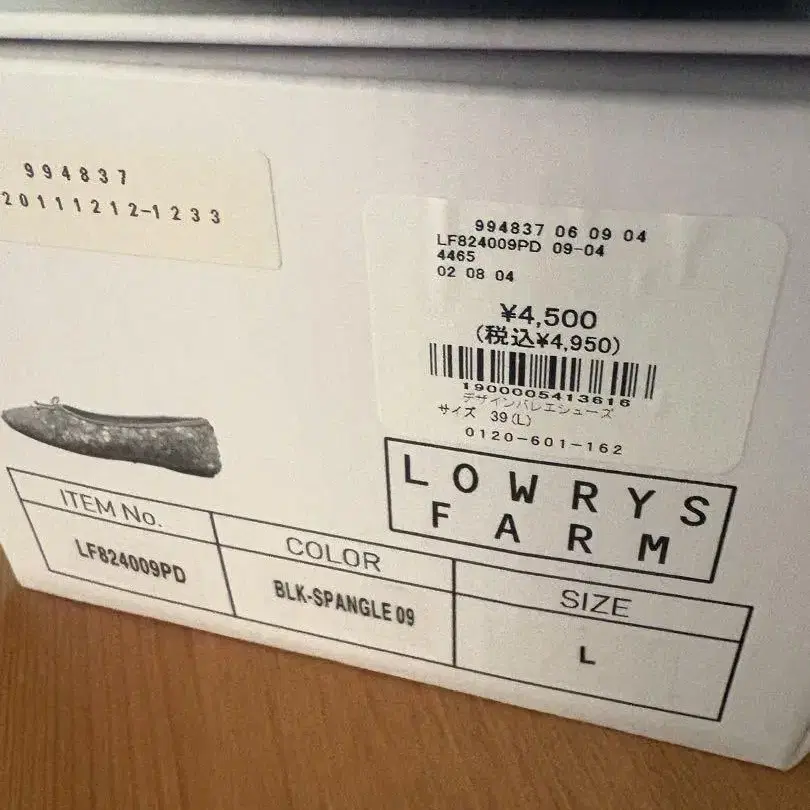 994837
20111212-1233
994837 06 09 04
LF824009PD 09-04
4465
02 08 04
¥4,500
(税込¥4,950)
1900005413616
デザインバレエシューズ
サイズ 39(L)
0120-601-162
LOWRYS
FARM
ITEM No.
COLOR
SIZE
LF824009PD
BLK-SPANGLE 09
L